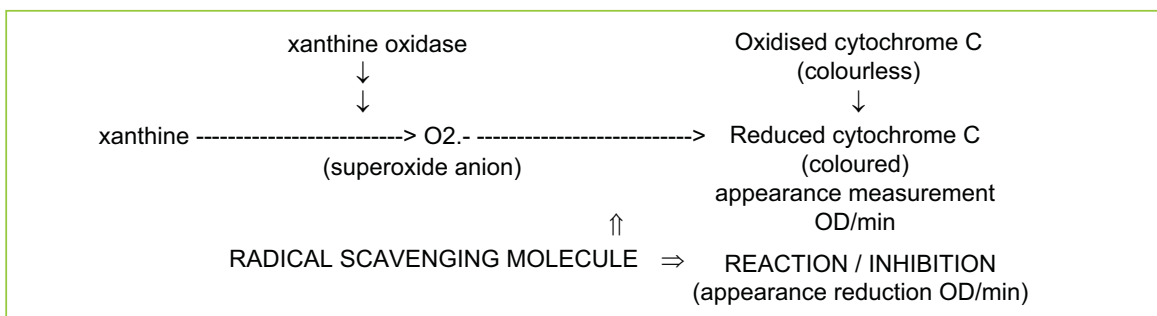 xanthine oxidase Oxidised cytochrome C
↓ (colourless)
↓ ↓
xanthine --------------------------> O2.- ----------------------------> Reduced cytochrome C
(superoxide anion) (coloured)
appearance measurement
⇑ OD/min
RADICAL SCAVENGING MOLECULE ⇒ REACTION / INHIBITION
(appearance reduction OD/min)